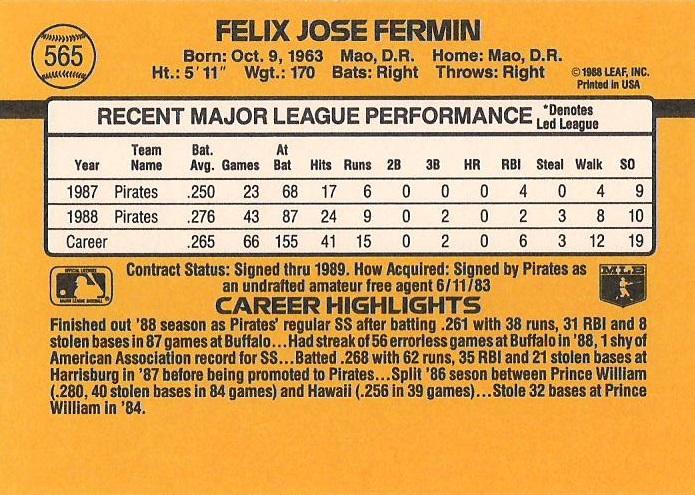 565
FELIX JOSE FERMIN
Born: Oct. 9, 1963 Mao, D.R. Home: Mao, D.R.
Ht.: 5' 11" Wgt.: 170 Bats: Right Throws: Right
©1988 LEAF, INC.
Printed in USA
RECENT MAJOR LEAGUE PERFORMANCE *Denotes Led League
Year Team Name Bat. Avg. Games At Bat Hits Runs 2B 3B HR RBI Steal Walk SO
1987 Pirates .250 23 68 17 6 0 0 0 4 0 4 9
1988 Pirates .276 43 87 24 9 0 2 0 2 3 8 10
Career .265 66 155 41 15 0 2 0 6 3 12 19
Contract Status: Signed thru 1989. How Acquired: Signed by Pirates as
an undrafted amateur free agent 6/11/83
MLB
CAREER HIGHLIGHTS
Finished out '88 season as Pirates' regular SS after batting .261 with 38 runs, 31 RBI and 8
stolen bases in 87 games at Buffalo...Had streak of 56 errorless games at Buffalo in '88, 1 shy of
American Association record for SS...Batted .268 with 62 runs, 35 RBI and 21 stolen bases at
Harrisburg in '87 before being promoted to Pirates...Split '86 seson between Prince William
(.280, 40 stolen bases in 84 games) and Hawaii (.256 in 39 games)...Stole 32 bases at Prince
William in '84.